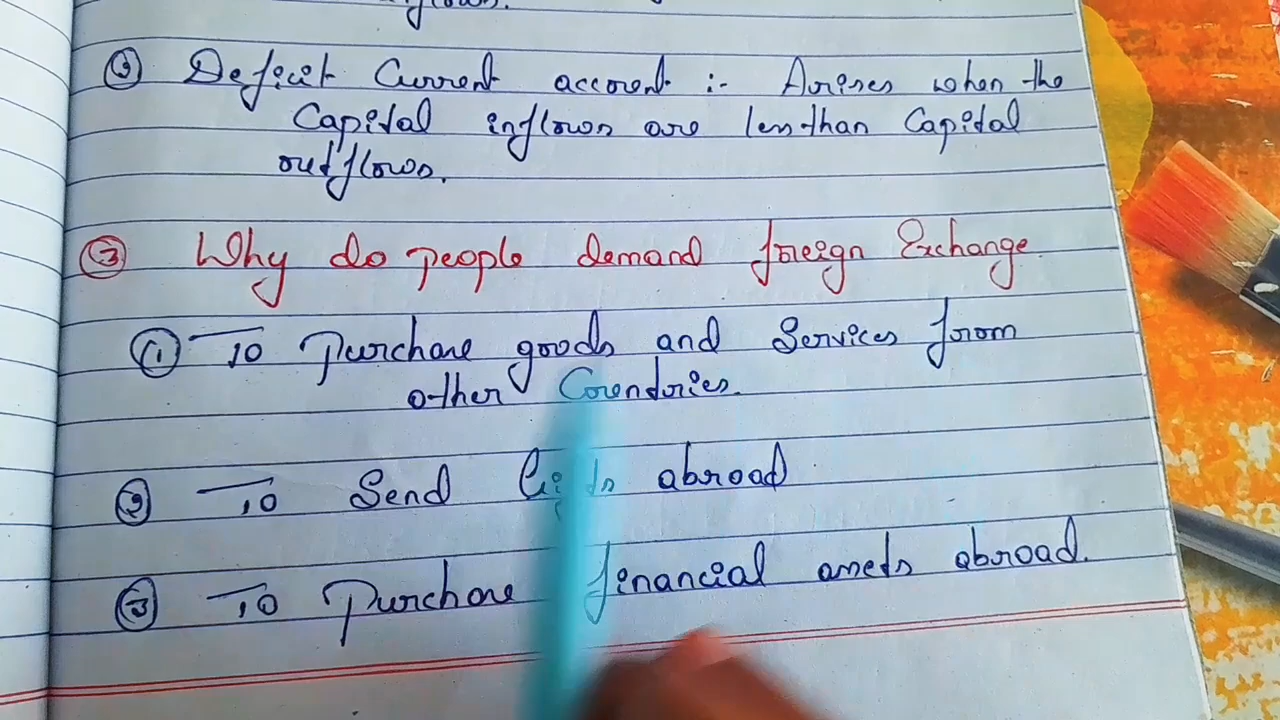 ② Deficit Current account :- Arises when the
Capital inflows are less than Capital
outflows.
③ Why do people demand foreign Exchange
① To Purchase goods and Services from
other Countries.
② To Send Gifts abroad
③ To Purchase financial assets abroad.